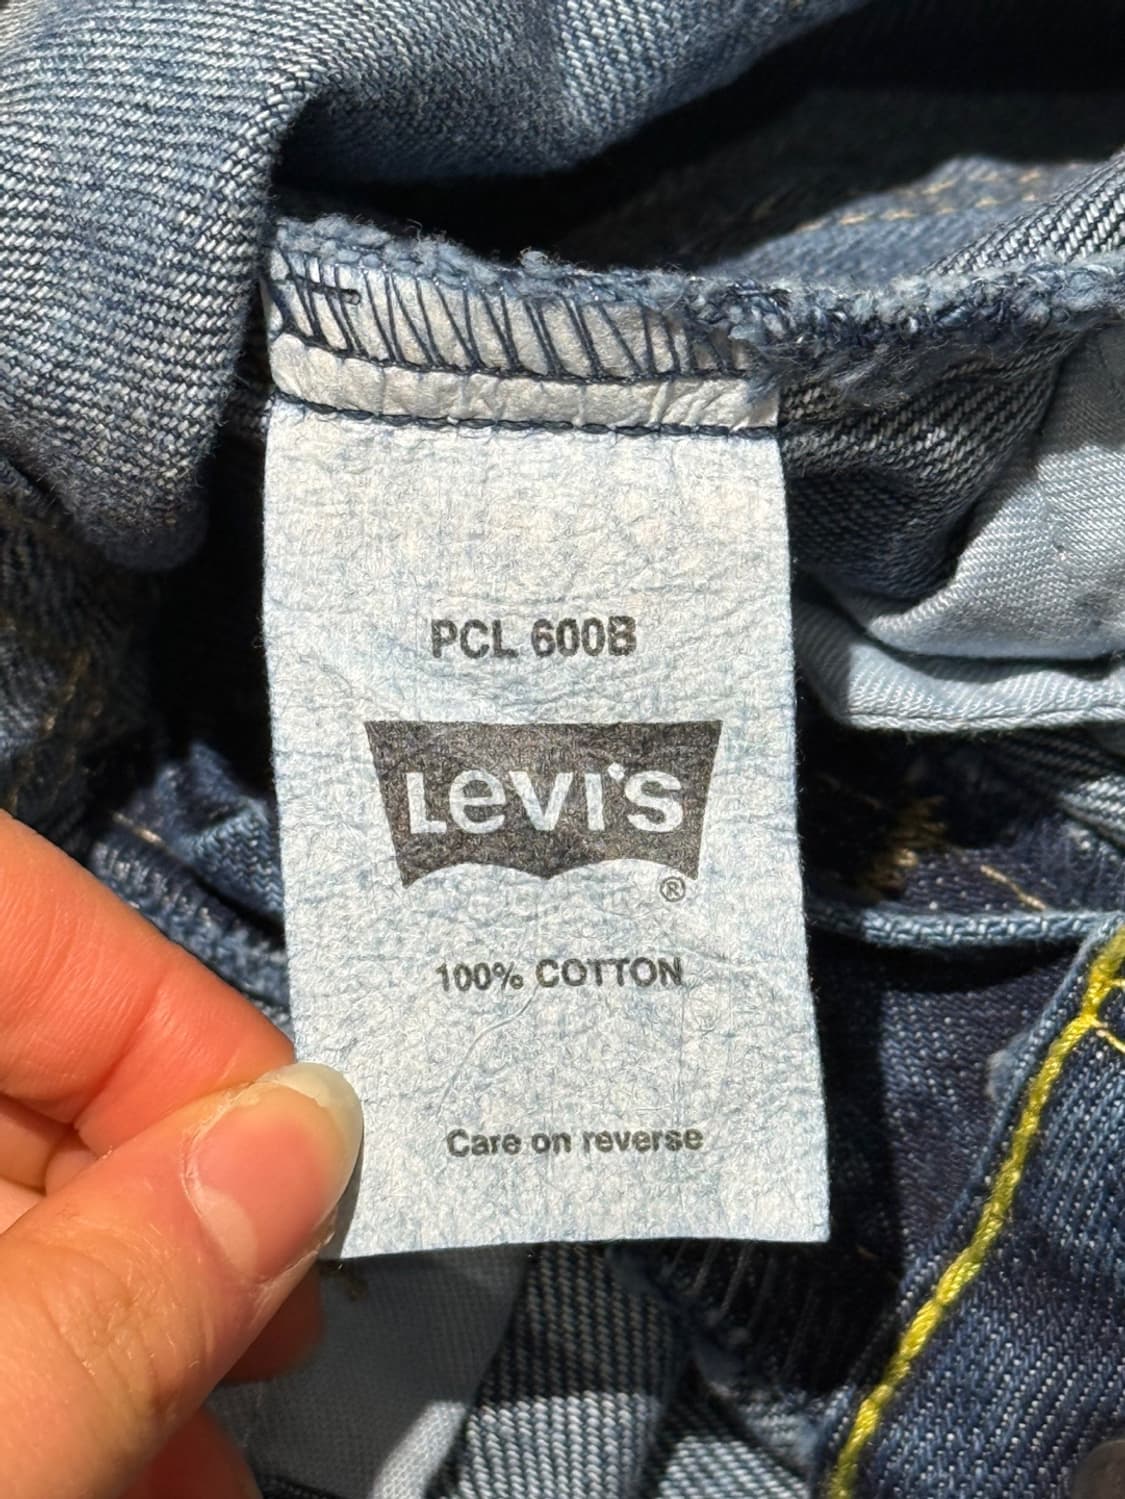 PCL 600B
LeVI'S
®
100% COTTON
Care on reverse